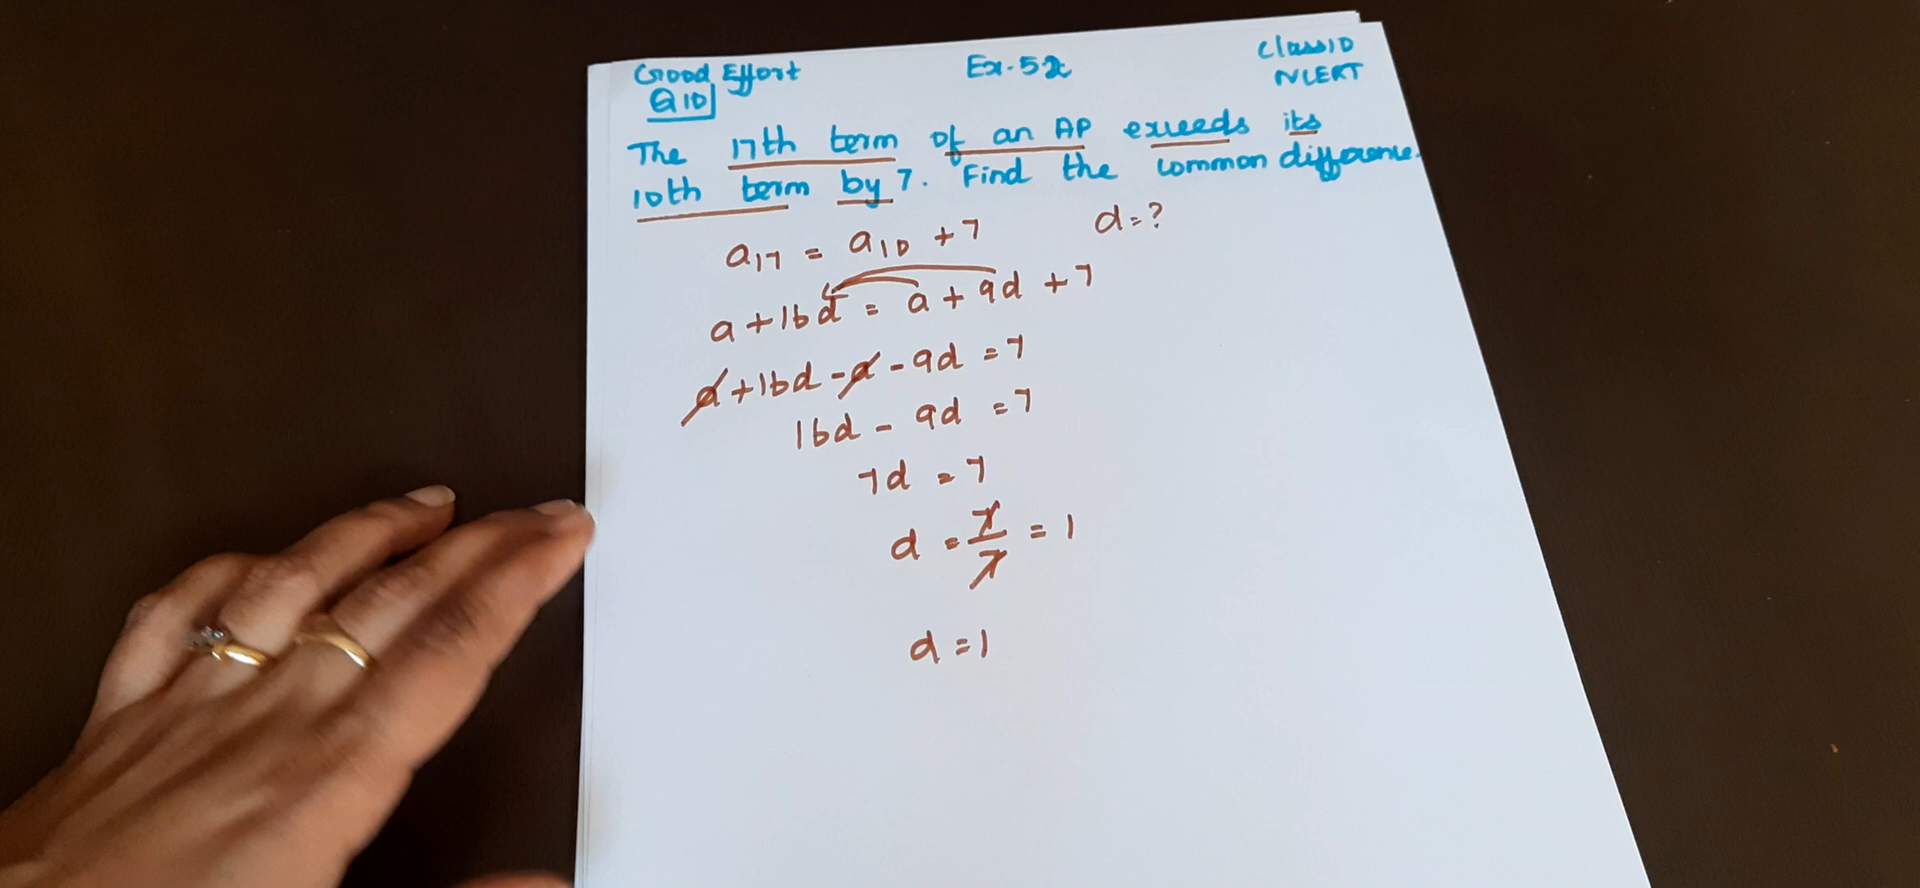 Good Effort Ex-5.2 Class 10
Q10 NCERT
The 17th term of an AP exceeds its
10th term by 7. Find the common difference.
a17 = a10 + 7 d = ?
a + 16d = a + 9d + 7
a + 16d - a - 9d = 7
16d - 9d = 7
7d = 7
d = 7/7 = 1
d = 1